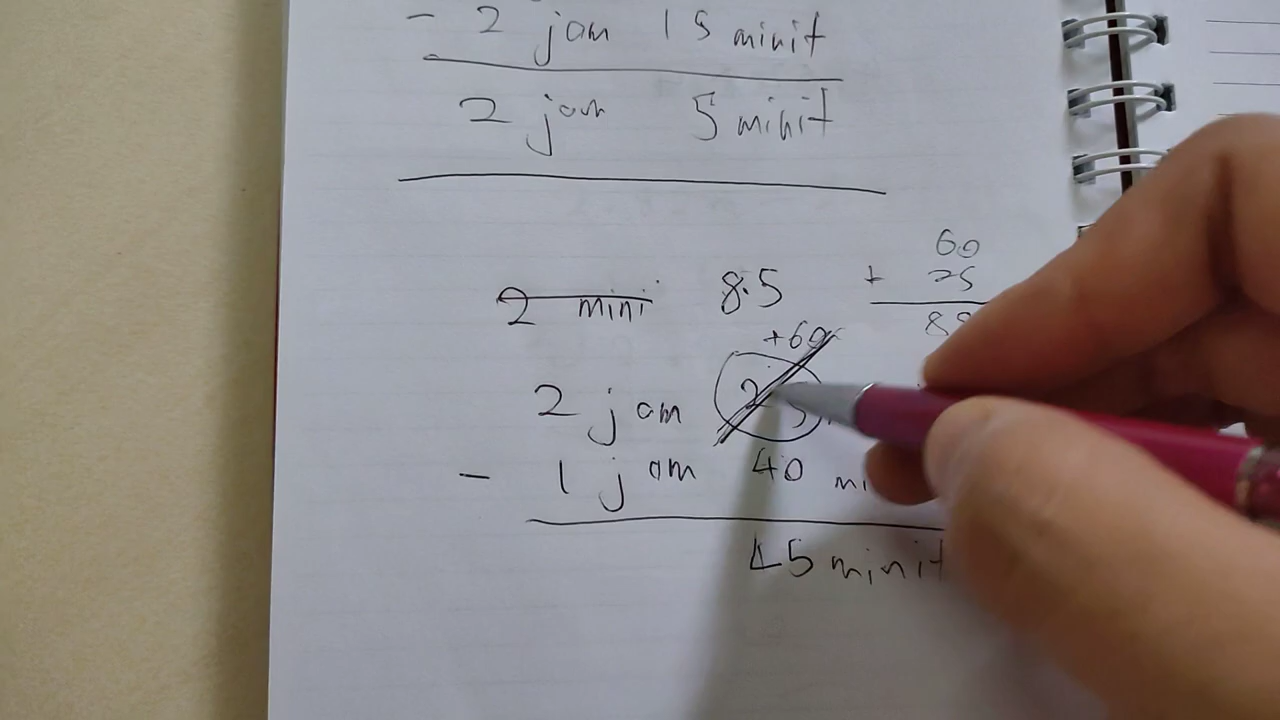 - 2 jam 15 minit
2 jam 5 minit
60
+ 25
2 mini 8.5
+60
2 jam
- 1 jam 40
45 minit